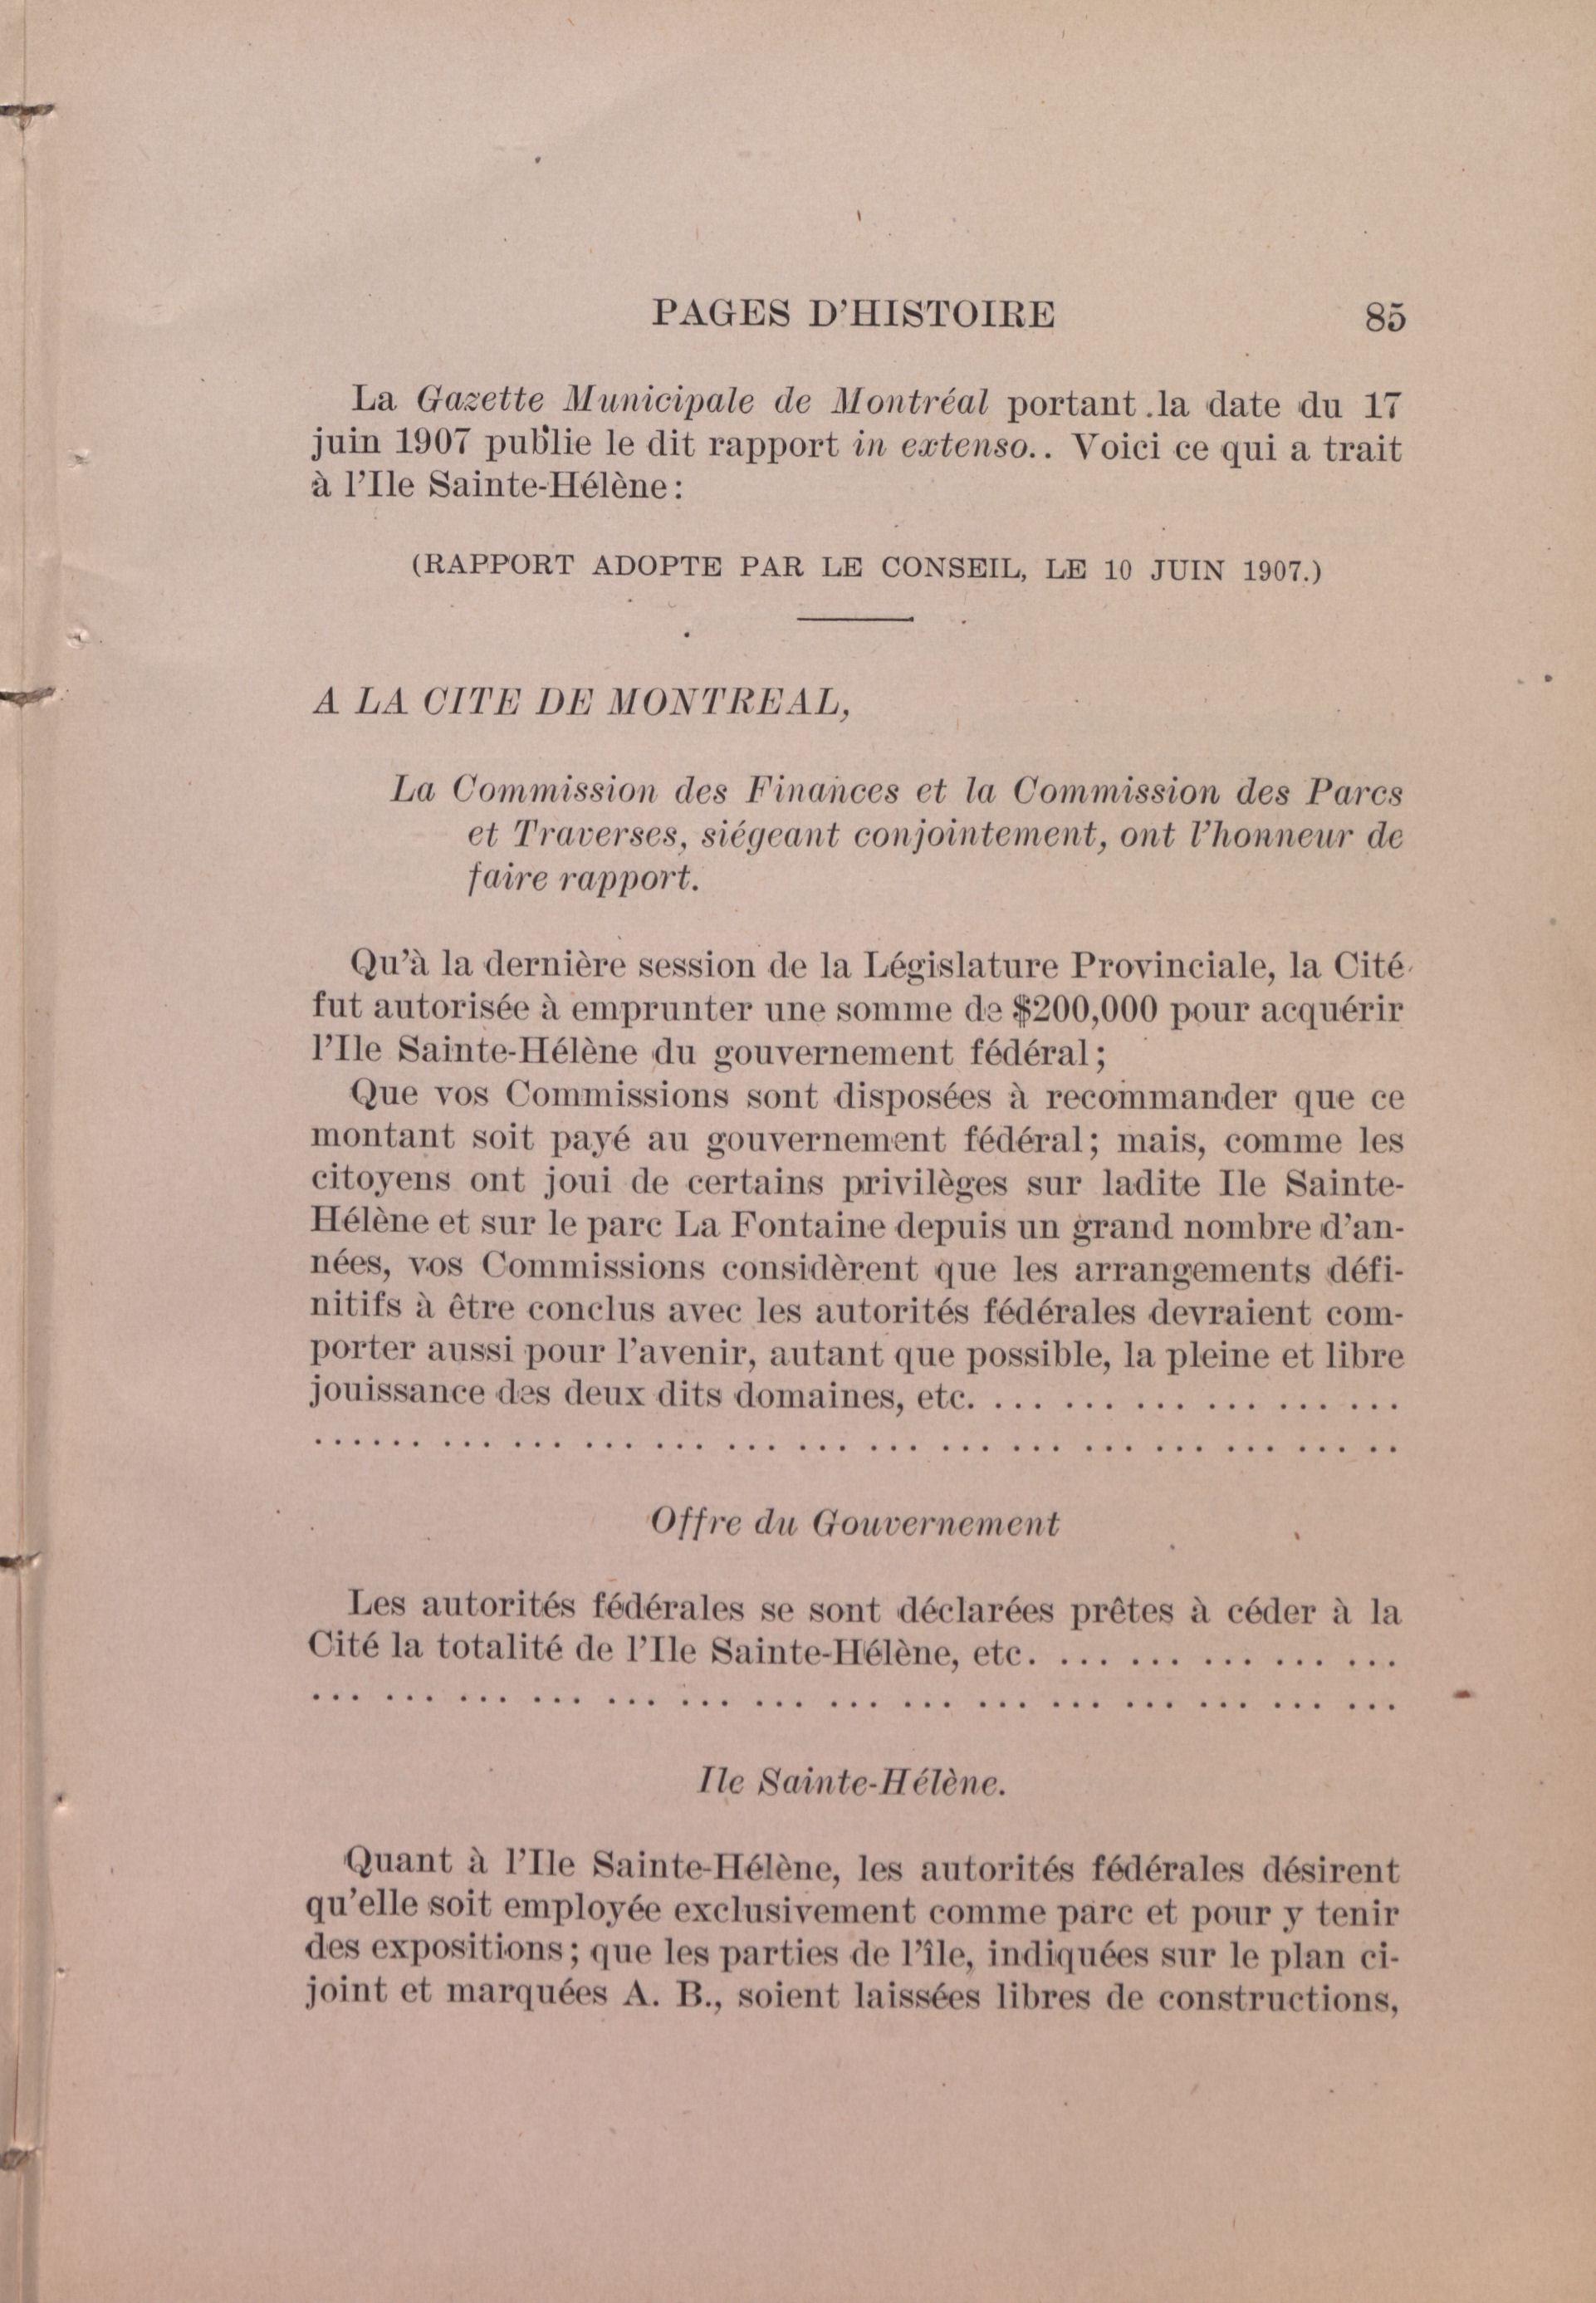 PAGES D'HISTOIRE 85
La Gazette Municipale de Montréal portant .la date du 17
juin 1907 publie le dit rapport in extenso.. Voici ce qui a trait
à l'Ile Sainte-Hélène:
(RAPPORT ADOPTE PAR LE CONSEIL, LE 10 JUIN 1907.)
A LA CITE DE MONTREAL,
La Commission des Finances et la Commission des Parcs
et Traverses, siégeant conjointement, ont l'honneur de
faire rapport.
Qu'à la dernière session de la Législature Provinciale, la Cité
fut autorisée à emprunter une somme de $200,000 pour acquérir
l'Ile Sainte-Hélène du gouvernement fédéral;
Que vos Commissions sont disposées à recommander que ce
montant soit payé au gouvernement fédéral; mais, comme les
citoyens ont joui de certains privilèges sur ladite Ile Sainte-
Hélène et sur le parc La Fontaine depuis un grand nombre d'an-
nées, vos Commissions considèrent que les arrangements défi-
nitifs à être conclus avec les autorités fédérales devraient com-
porter aussi pour l'avenir, autant que possible, la pleine et libre
jouissance des deux dits domaines, etc. ... ... ... ... ... ...
...... ... ... ... ... ... ... ... ... ... ... ... ... ... ..
Offre du Gouvernement
Les autorités fédérales se sont déclarées prêtes à céder à la
Cité la totalité de l'Ile Sainte-Hélène, etc. ... ... ... ... ...
... ... ... ... ... ... ... ... ... ... ... ... ... ... ...
Ile Sainte-Hélène.
Quant à l'Ile Sainte-Hélène, les autorités fédérales désirent
qu'elle soit employée exclusivement comme parc et pour y tenir
des expositions; que les parties de l'île, indiquées sur le plan ci-
joint et marquées A. B., soient laissées libres de constructions,